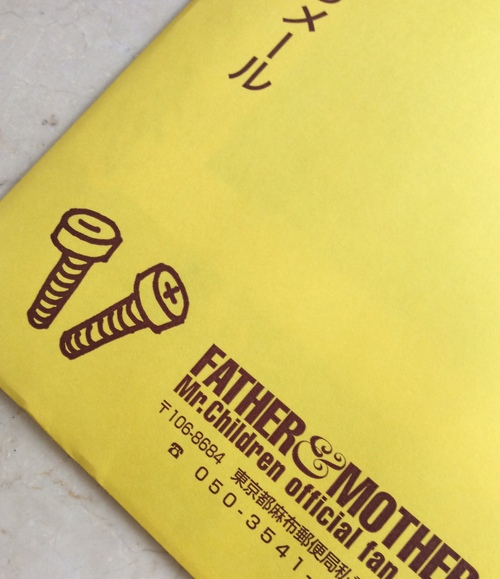 メール
FATHER & MOTHER
Mr.Children official fan
〒106-8684 東京都麻布郵便局私
☎ 050-3541-